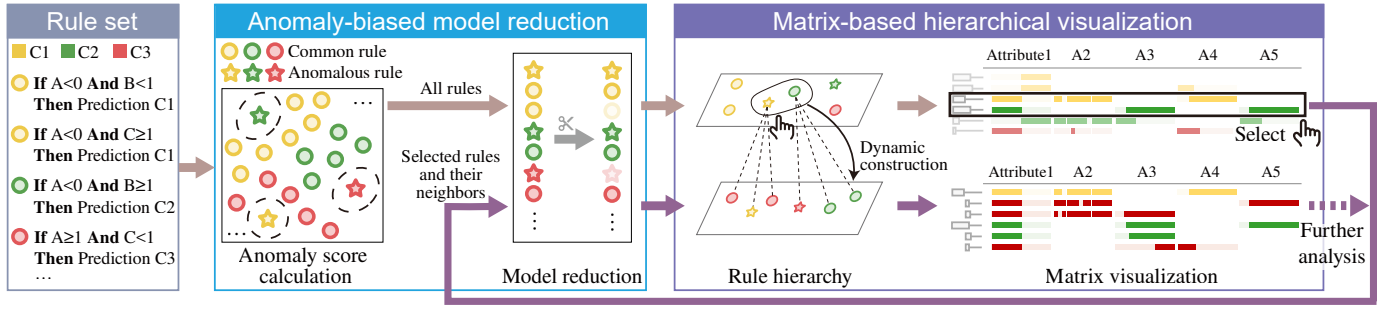 Rule set
C1 C2 C3
If A<0 And B<1
Then Prediction C1
If A<0 And C≥1
Then Prediction C1
If A<0 And B≥1
Then Prediction C2
If A≥1 And C<1
Then Prediction C3
...
Anomaly-biased model reduction
Common rule
Anomalous rule
...
...
Anomaly score
calculation
All rules
Selected rules
and their
neighbors
Model reduction
Matrix-based hierarchical visualization
Dynamic
construction
Rule hierarchy
Attribute1 A2 A3 A4 A5
Select
Attribute1 A2 A3 A4 A5
Matrix visualization
Further
analysis